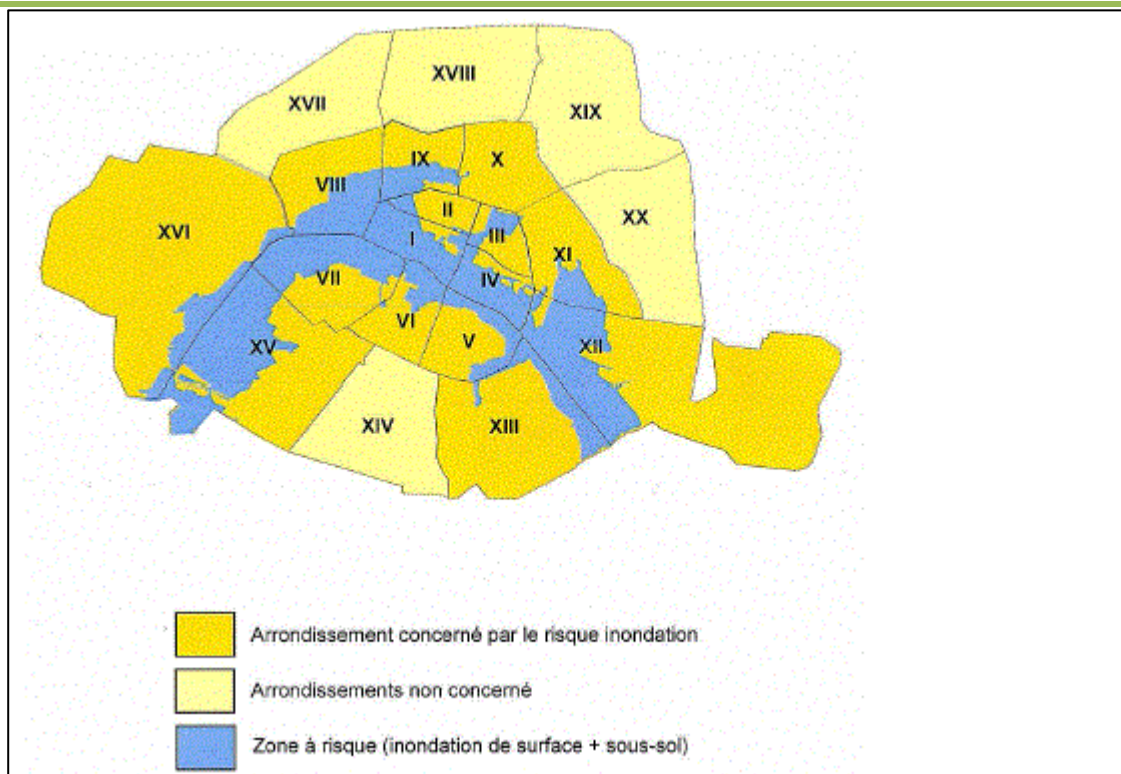 XVIII
XVII
XIX
IX
X
VIII
II
XX
XVI
I
III
XI
IV
VII
VI
V
XV
XII
XIV
XIII
Arrondissement concerné par le risque inondation
Arrondissements non concerné
Zone à risque (inondation de surface + sous-sol)